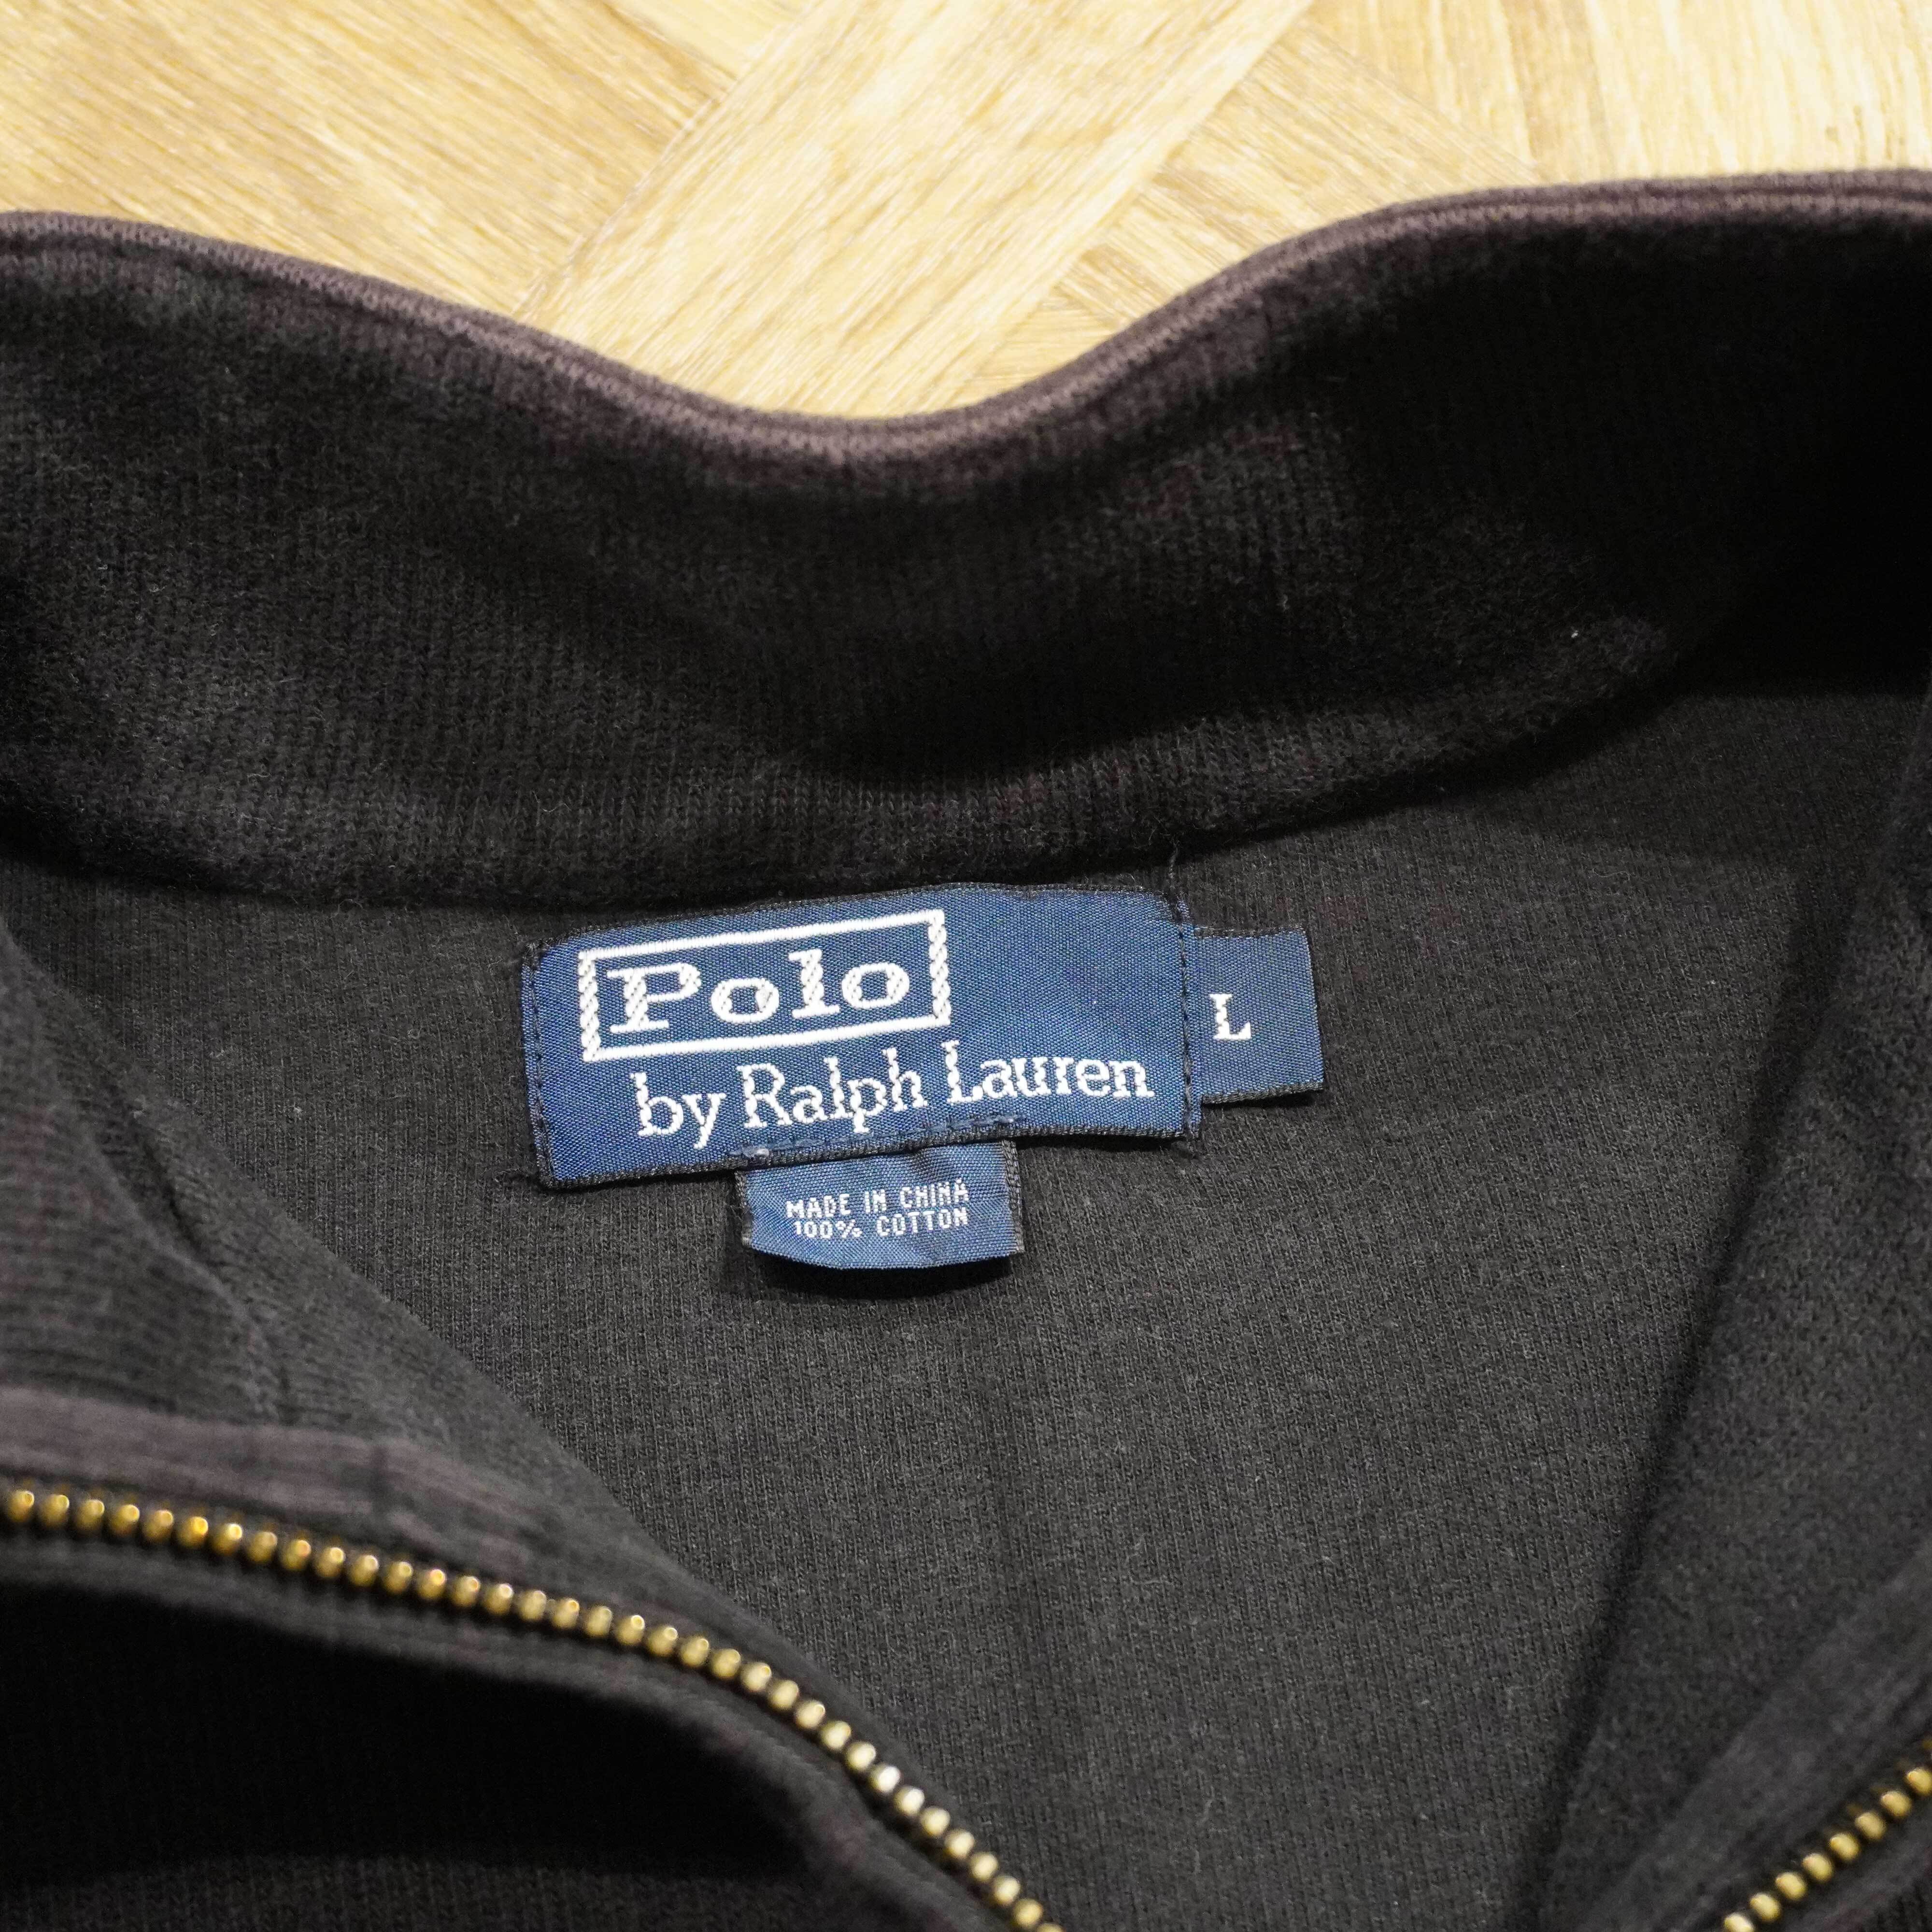 Polo
by Ralph Lauren
L
MADE IN CHINA
100% COTTON